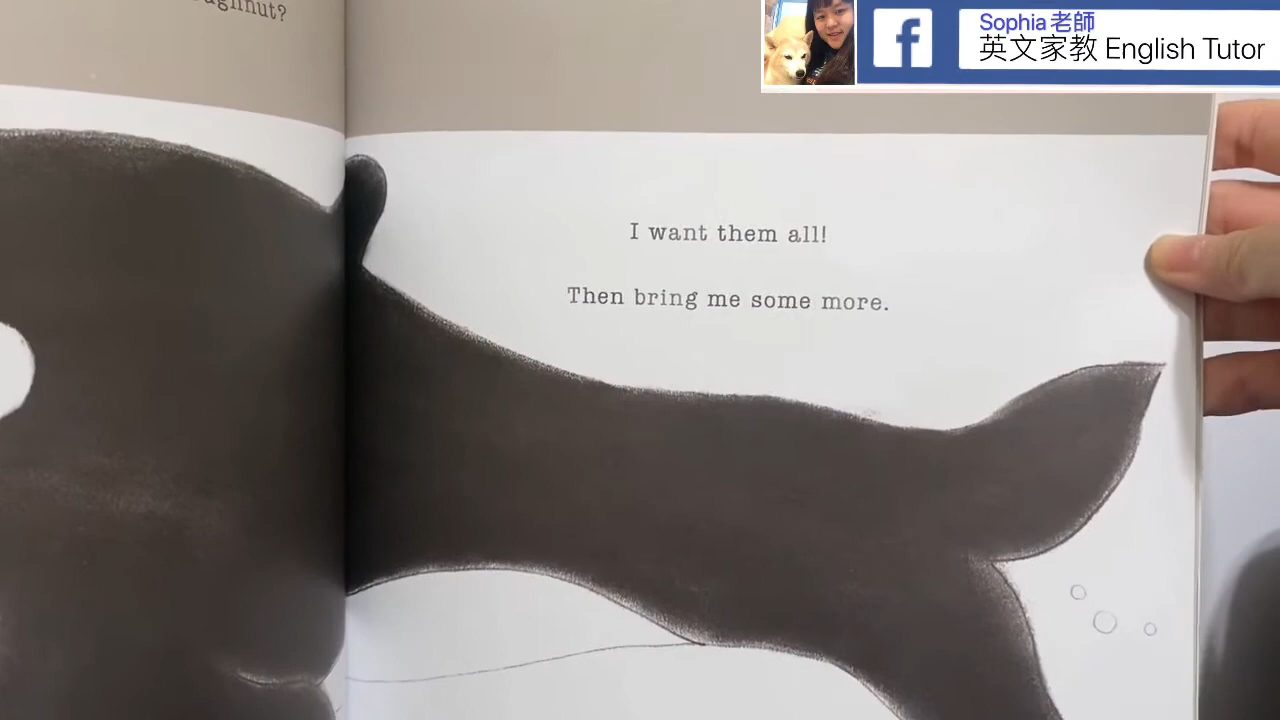 I want them all!
Then bring me some more.
Sophia老師
英文家教 English Tutor